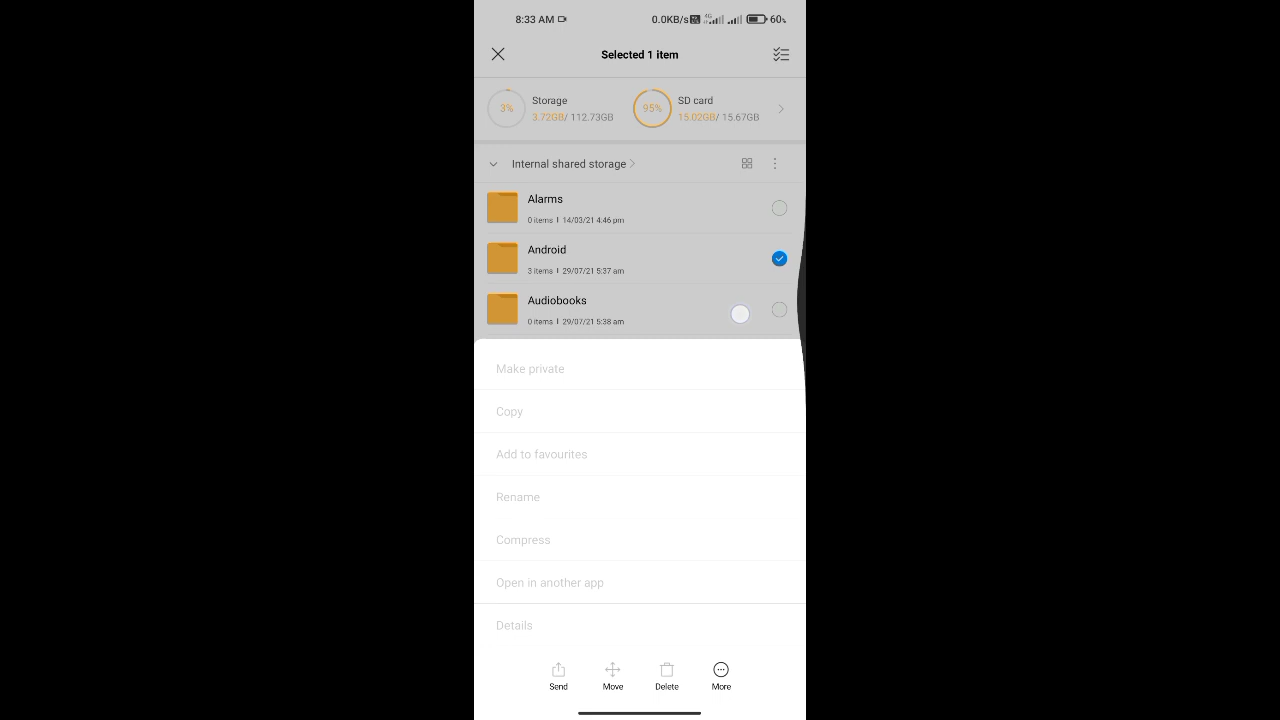 8:33 AM 0.0KB/s 4G 60%
Selected 1 item
3% Storage 95% SD card
3.72GB/ 112.73GB 15.02GB/ 15.67GB
Internal shared storage
Alarms
0 items | 14/03/21 4:46 pm
Android
3 items | 29/07/21 5:37 am
Audiobooks
0 items | 29/07/21 5:38 am
Make private
Copy
Add to favourites
Rename
Compress
Open in another app
Details
Send Move Delete More